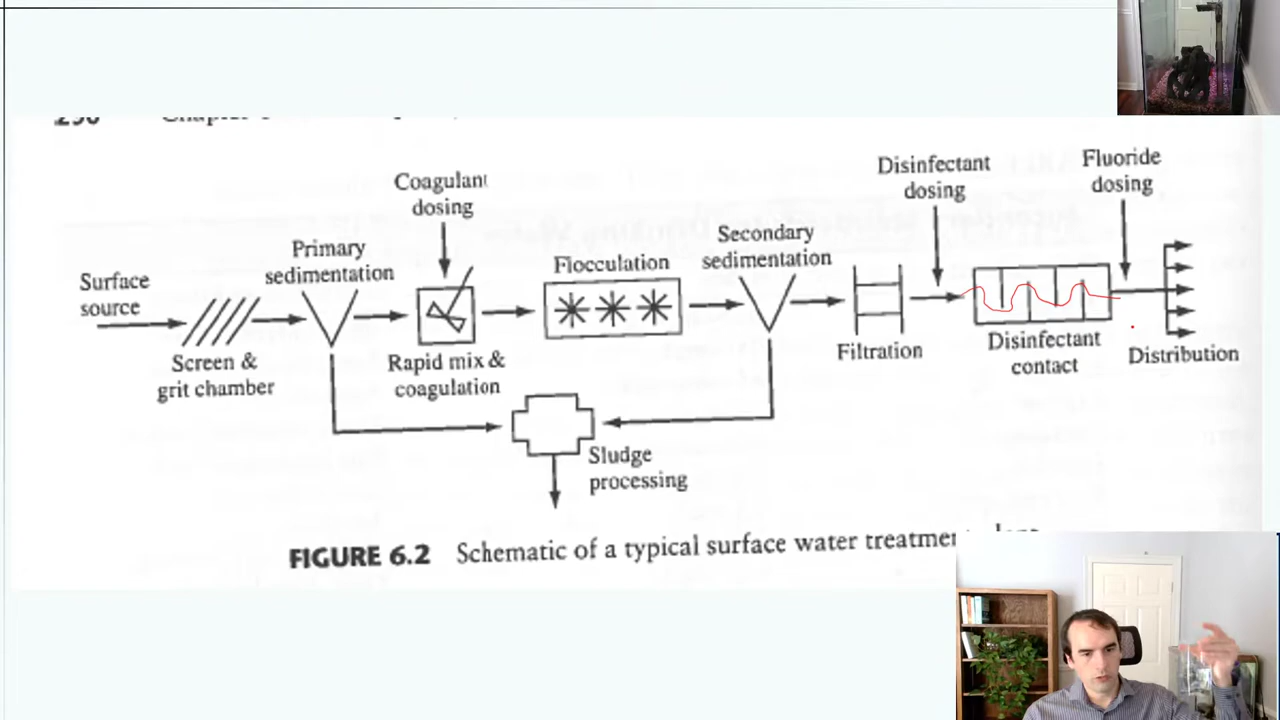 Coagulant
dosing
Disinfectant
dosing
Fluoride
dosing
Surface
source
Primary
sedimentation
Flocculation
Secondary
sedimentation
Screen &
grit chamber
Rapid mix &
coagulation
Filtration
Disinfectant
contact
Distribution
Sludge
processing
FIGURE 6.2 Schematic of a typical surface water